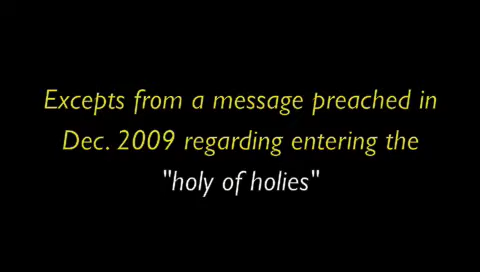 Excepts from a message preached in
Dec. 2009 regarding entering the
"holy of holies"